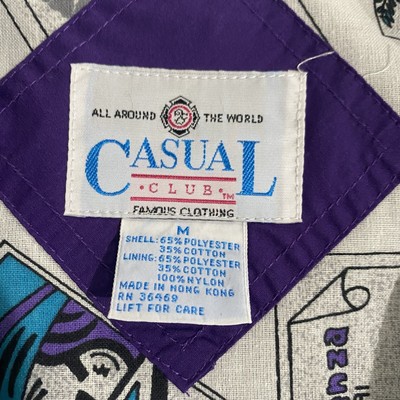 ALL AROUND THE WORLD
CASUAL
• CLUB • TM
FAMOUS CLOTHING
M
SHELL: 65% POLYESTER
35% COTTON
LINING: 65% POLYESTER
35% COTTON
100% NYLON
MADE IN HONG KONG
RN 36469
LIFT FOR CARE